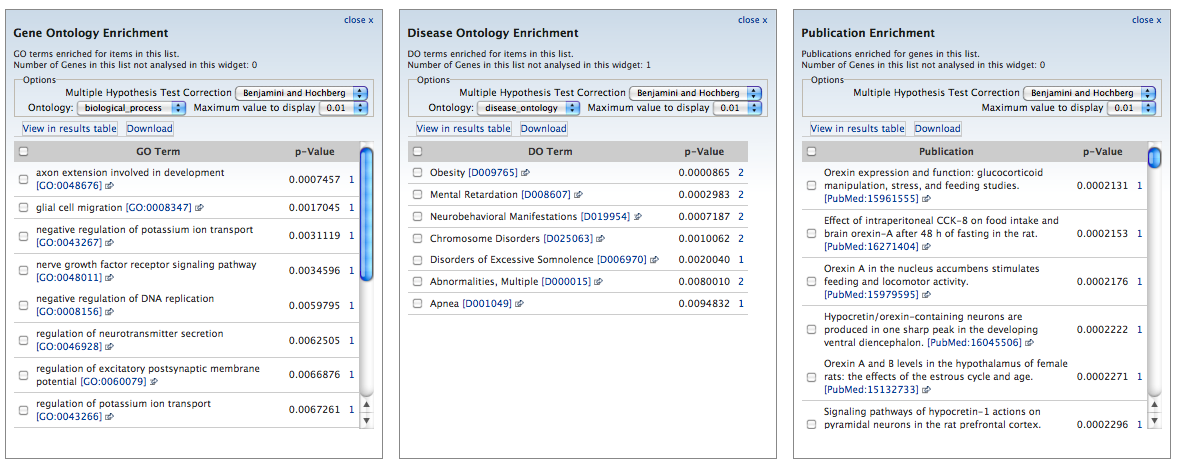 close x
Gene Ontology Enrichment
GO terms enriched for items in this list.
Number of Genes in this list not analysed in this widget: 0
Options
Multiple Hypothesis Test Correction Benjamini and Hochberg
Ontology: biological_process Maximum value to display 0.01
View in results table Download
GO Term p-Value
axon extension involved in development
[GO:0048676] 0.0007457 1
glial cell migration [GO:0008347] 0.0017045 1
negative regulation of potassium ion transport
[GO:0043267] 0.0031119 1
nerve growth factor receptor signaling pathway
[GO:0048011] 0.0034596 1
negative regulation of DNA replication
[GO:0008156] 0.0059795 1
regulation of neurotransmitter secretion
[GO:0046928] 0.0062505 1
regulation of excitatory postsynaptic membrane
potential [GO:0060079] 0.0066876 1
regulation of potassium ion transport
[GO:0043266] 0.0067261 1
close x
Disease Ontology Enrichment
DO terms enriched for items in this list.
Number of Genes in this list not analysed in this widget: 1
Options
Multiple Hypothesis Test Correction Benjamini and Hochberg
Ontology: disease_ontology Maximum value to display 0.01
View in results table Download
DO Term p-Value
Obesity [D009765] 0.0000865 2
Mental Retardation [D008607] 0.0002983 2
Neurobehavioral Manifestations [D019954] 0.0007187 2
Chromosome Disorders [D025063] 0.0010062 2
Disorders of Excessive Somnolence [D006970] 0.0020040 1
Abnormalities, Multiple [D000015] 0.0080010 2
Apnea [D001049] 0.0094832 1
close x
Publication Enrichment
Publications enriched for genes in this list.
Number of Genes in this list not analysed in this widget: 0
Options
Multiple Hypothesis Test Correction Benjamini and Hochberg
Maximum value to display 0.01
View in results table Download
Publication p-Value
Orexin expression and function: glucocorticoid
manipulation, stress, and feeding studies.
[PubMed:15961555] 0.0002131 1
Effect of intraperitoneal CCK-8 on food intake and
brain orexin-A after 48 h of fasting in the rat.
[PubMed:16271404] 0.0002153 1
Orexin A in the nucleus accumbens stimulates
feeding and locomotor activity.
[PubMed:15979595] 0.0002176 1
Hypocretin/orexin-containing neurons are
produced in one sharp peak in the developing
ventral diencephalon. [PubMed:16045506] 0.0002222 1
Orexin A and B levels in the hypothalamus of female
rats: the effects of the estrous cycle and age.
[PubMed:15132733] 0.0002271 1
Signaling pathways of hypocretin-1 actions on
pyramidal neurons in the rat prefrontal cortex. 0.0002296 1